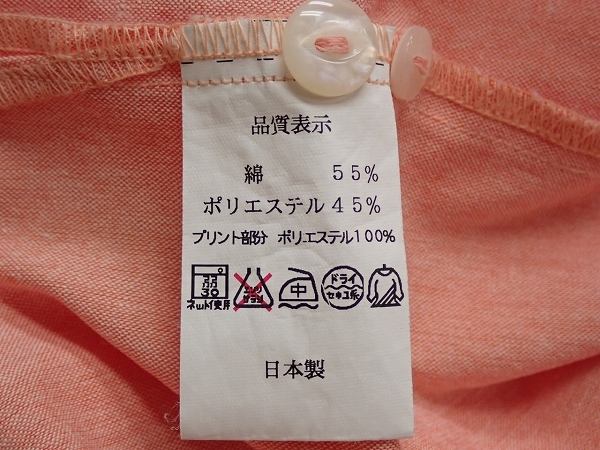 品質表示
綿 55%
ポリエステル45%
プリント部分 ポリエステル100%
30
ネット使用
中
ドライ
セキユ系
日本製